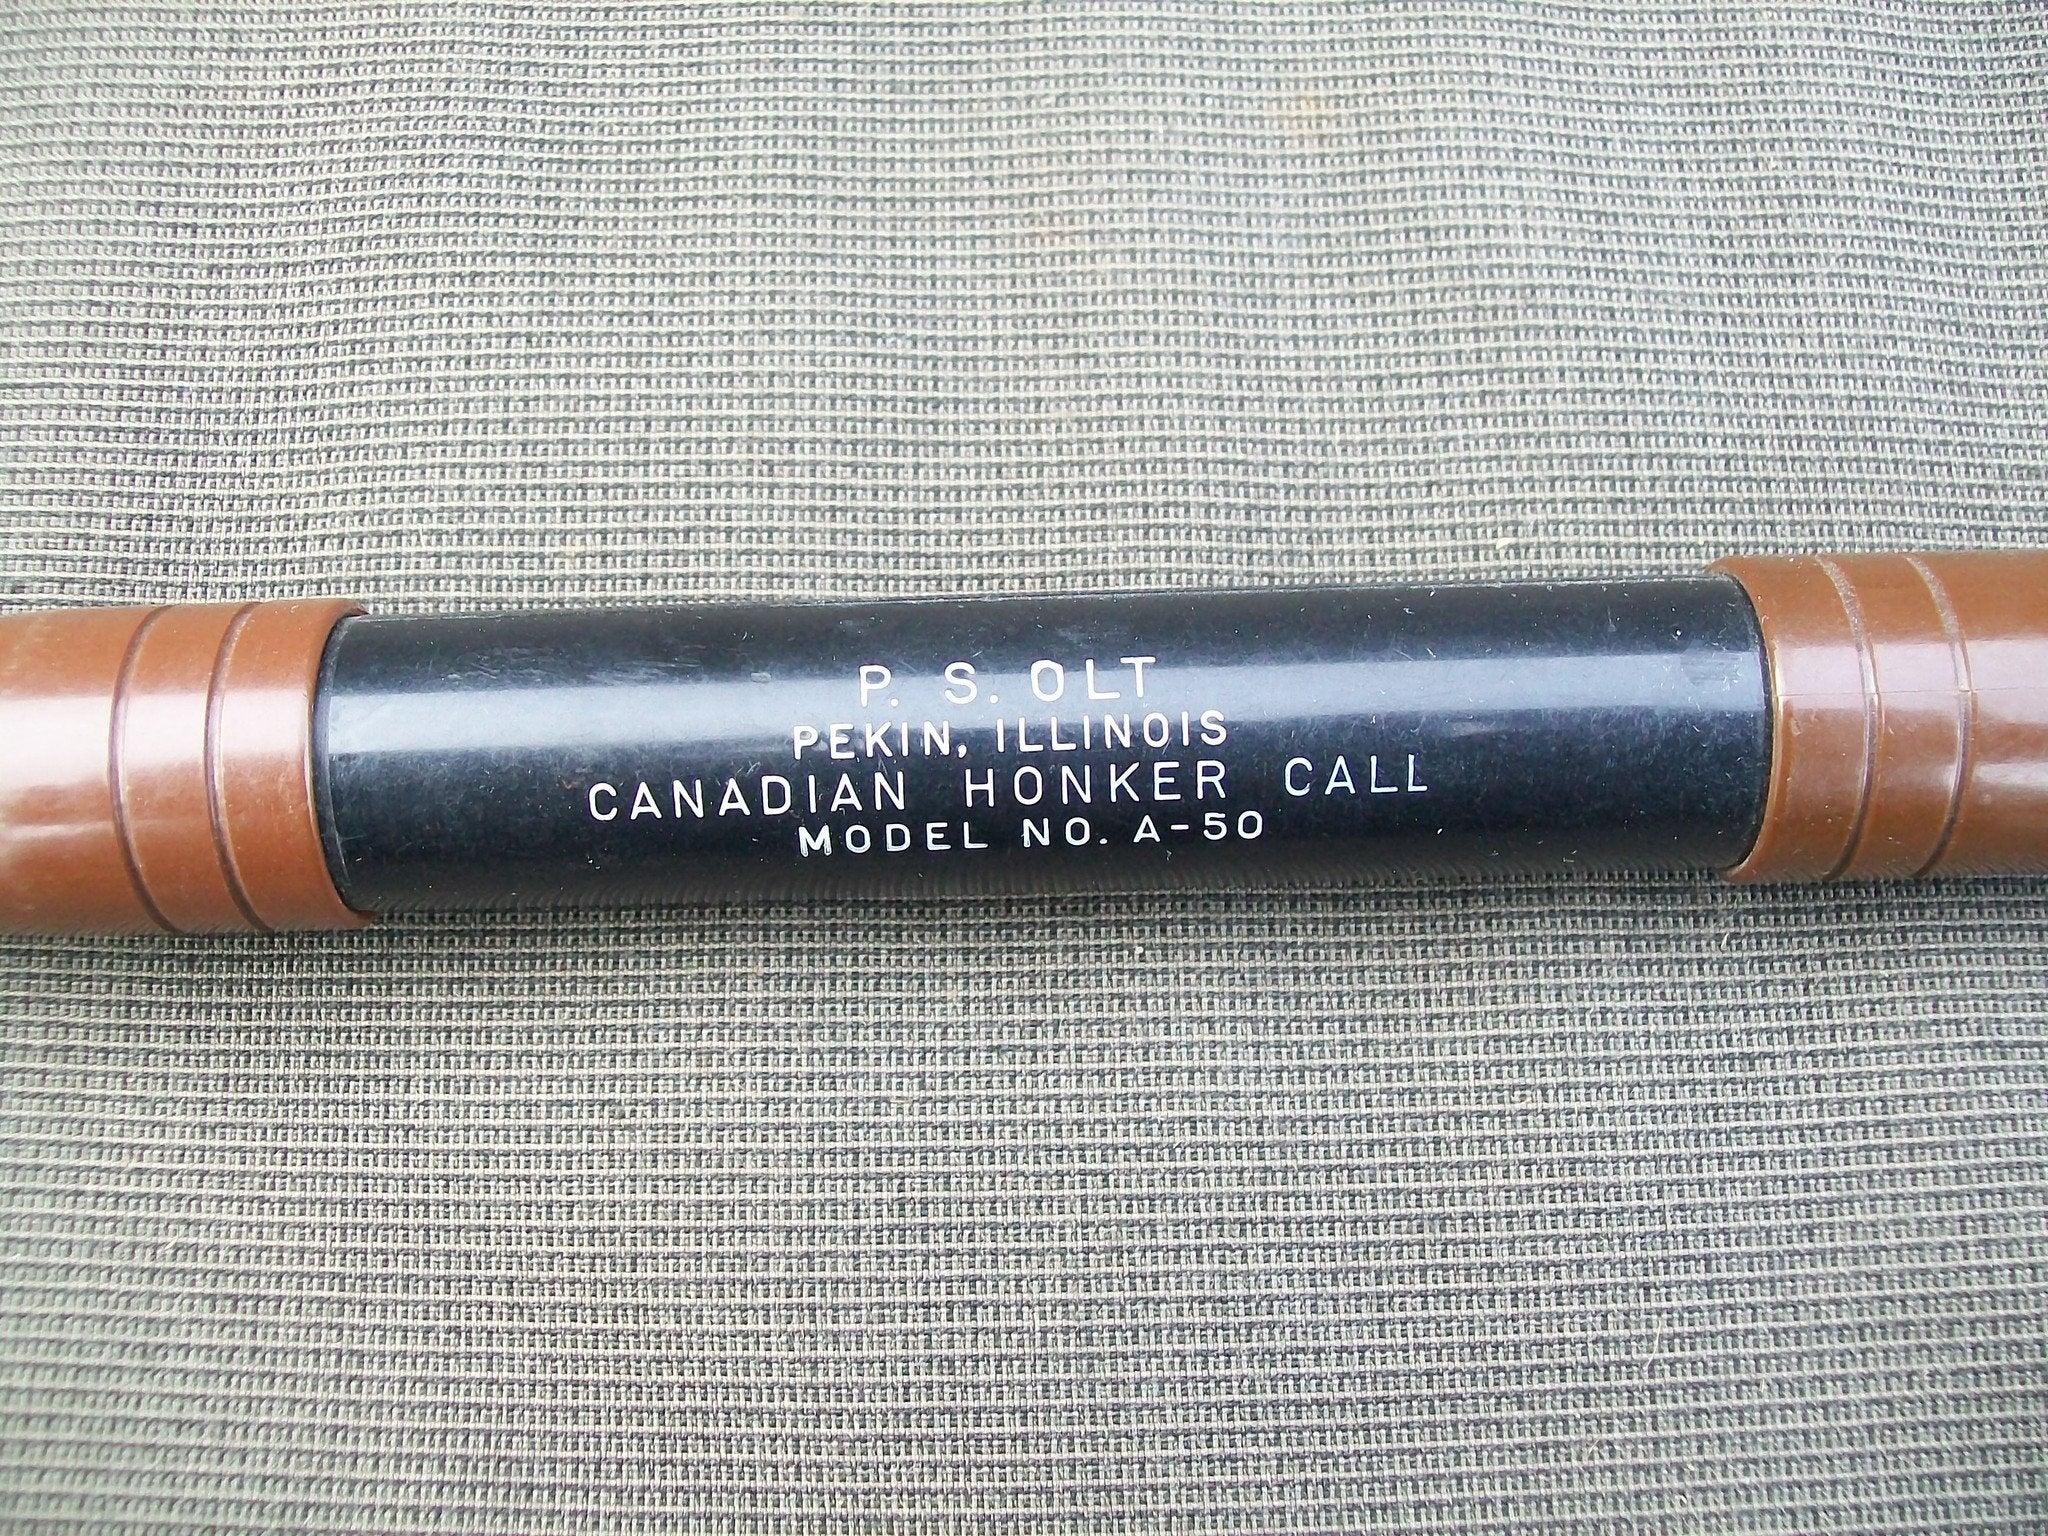 P. S. OLT
PEKIN, ILLINOIS
CANADIAN HONKER CALL
MODEL NO. A-50